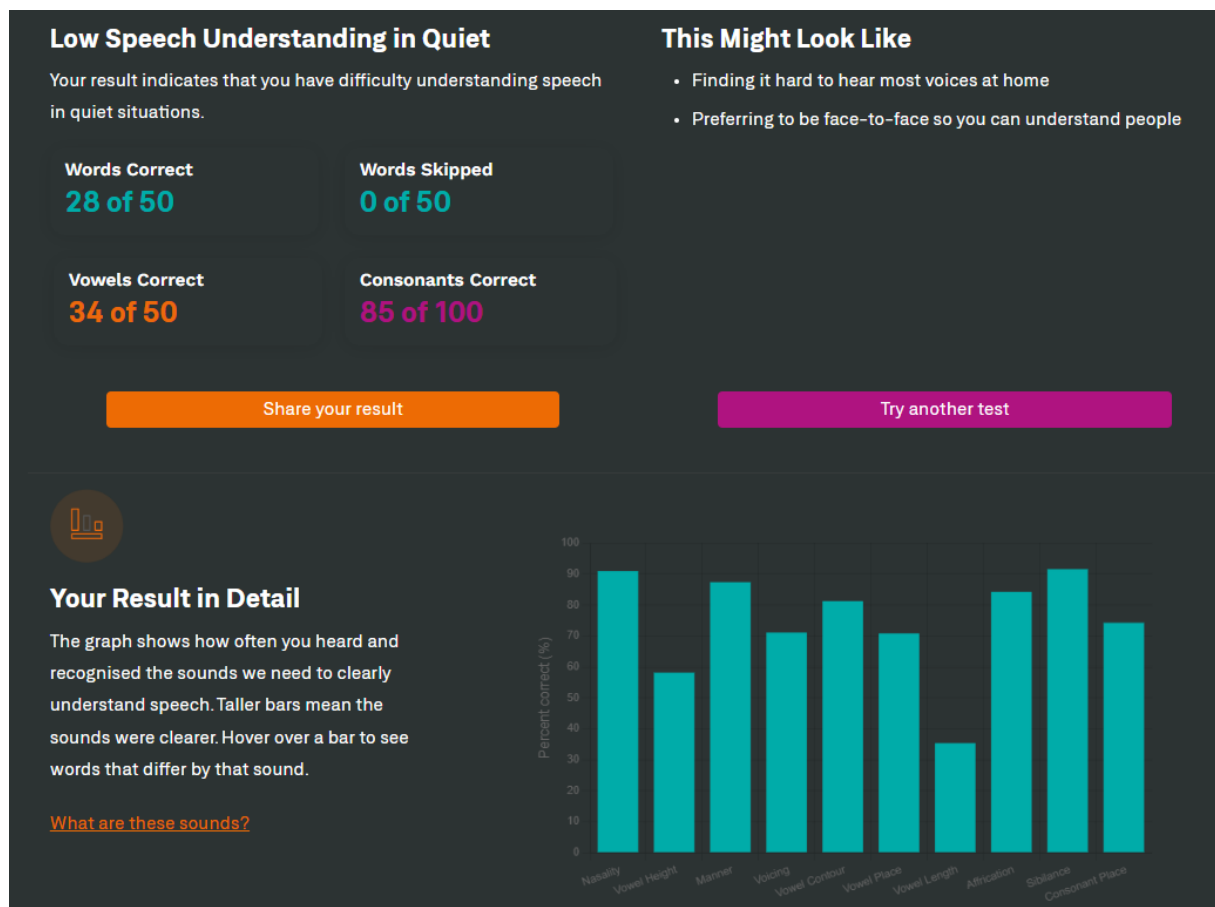 Low Speech Understanding in Quiet
Your result indicates that you have difficulty understanding speech
in quiet situations.
This Might Look Like
• Finding it hard to hear most voices at home
• Preferring to be face-to-face so you can understand people
Words Correct
28 of 50
Words Skipped
0 of 50
Vowels Correct
34 of 50
Consonants Correct
85 of 100
Share your result
Try another test
Your Result in Detail
The graph shows how often you heard and
recognised the sounds we need to clearly
understand speech. Taller bars mean the
sounds were clearer. Hover over a bar to see
words that differ by that sound.
What are these sounds?
Percent correct (%)
100
90
80
70
60
50
40
30
20
10
0
Nasality
Vowel Height
Manner
Voicing
Vowel Contour
Vowel Place
Vowel Length
Affrication
Sibilance
Consonant Place